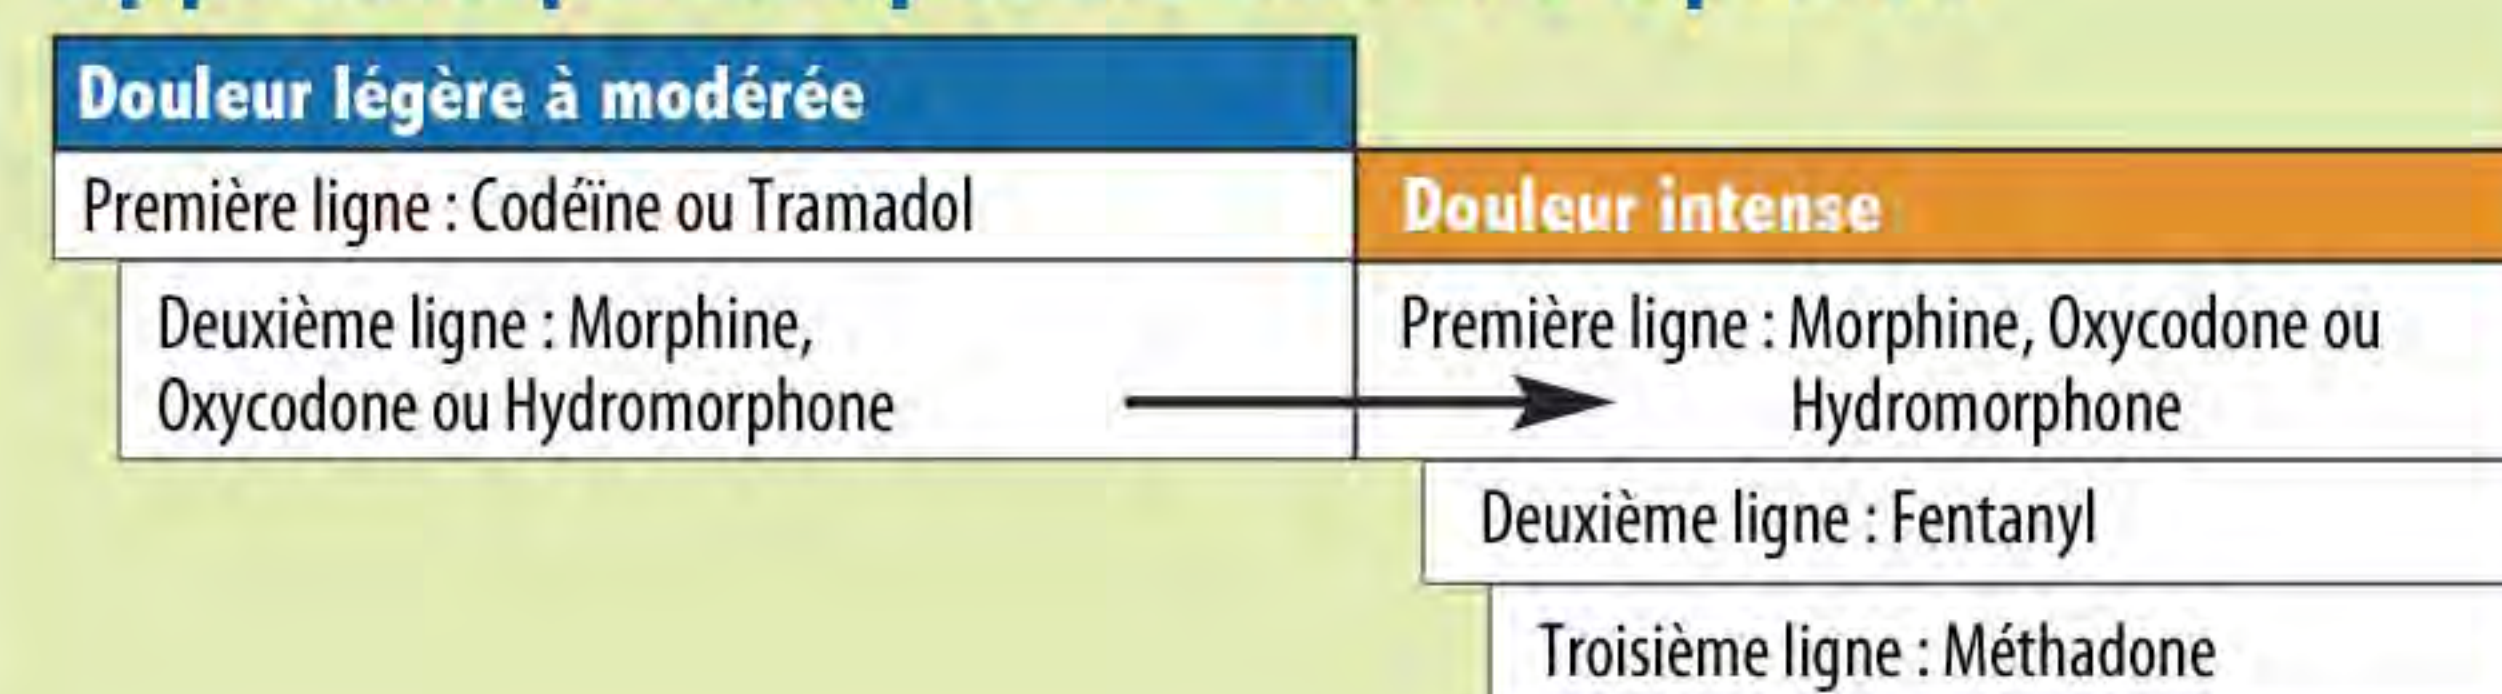 Douleur légère à modérée
Première ligne : Codéïne ou Tramadol
Deuxième ligne : Morphine,
Oxycodone ou Hydromorphone
Douleur intense
Première ligne : Morphine, Oxycodone ou
Hydromorphone
Deuxième ligne : Fentanyl
Troisième ligne : Méthadone